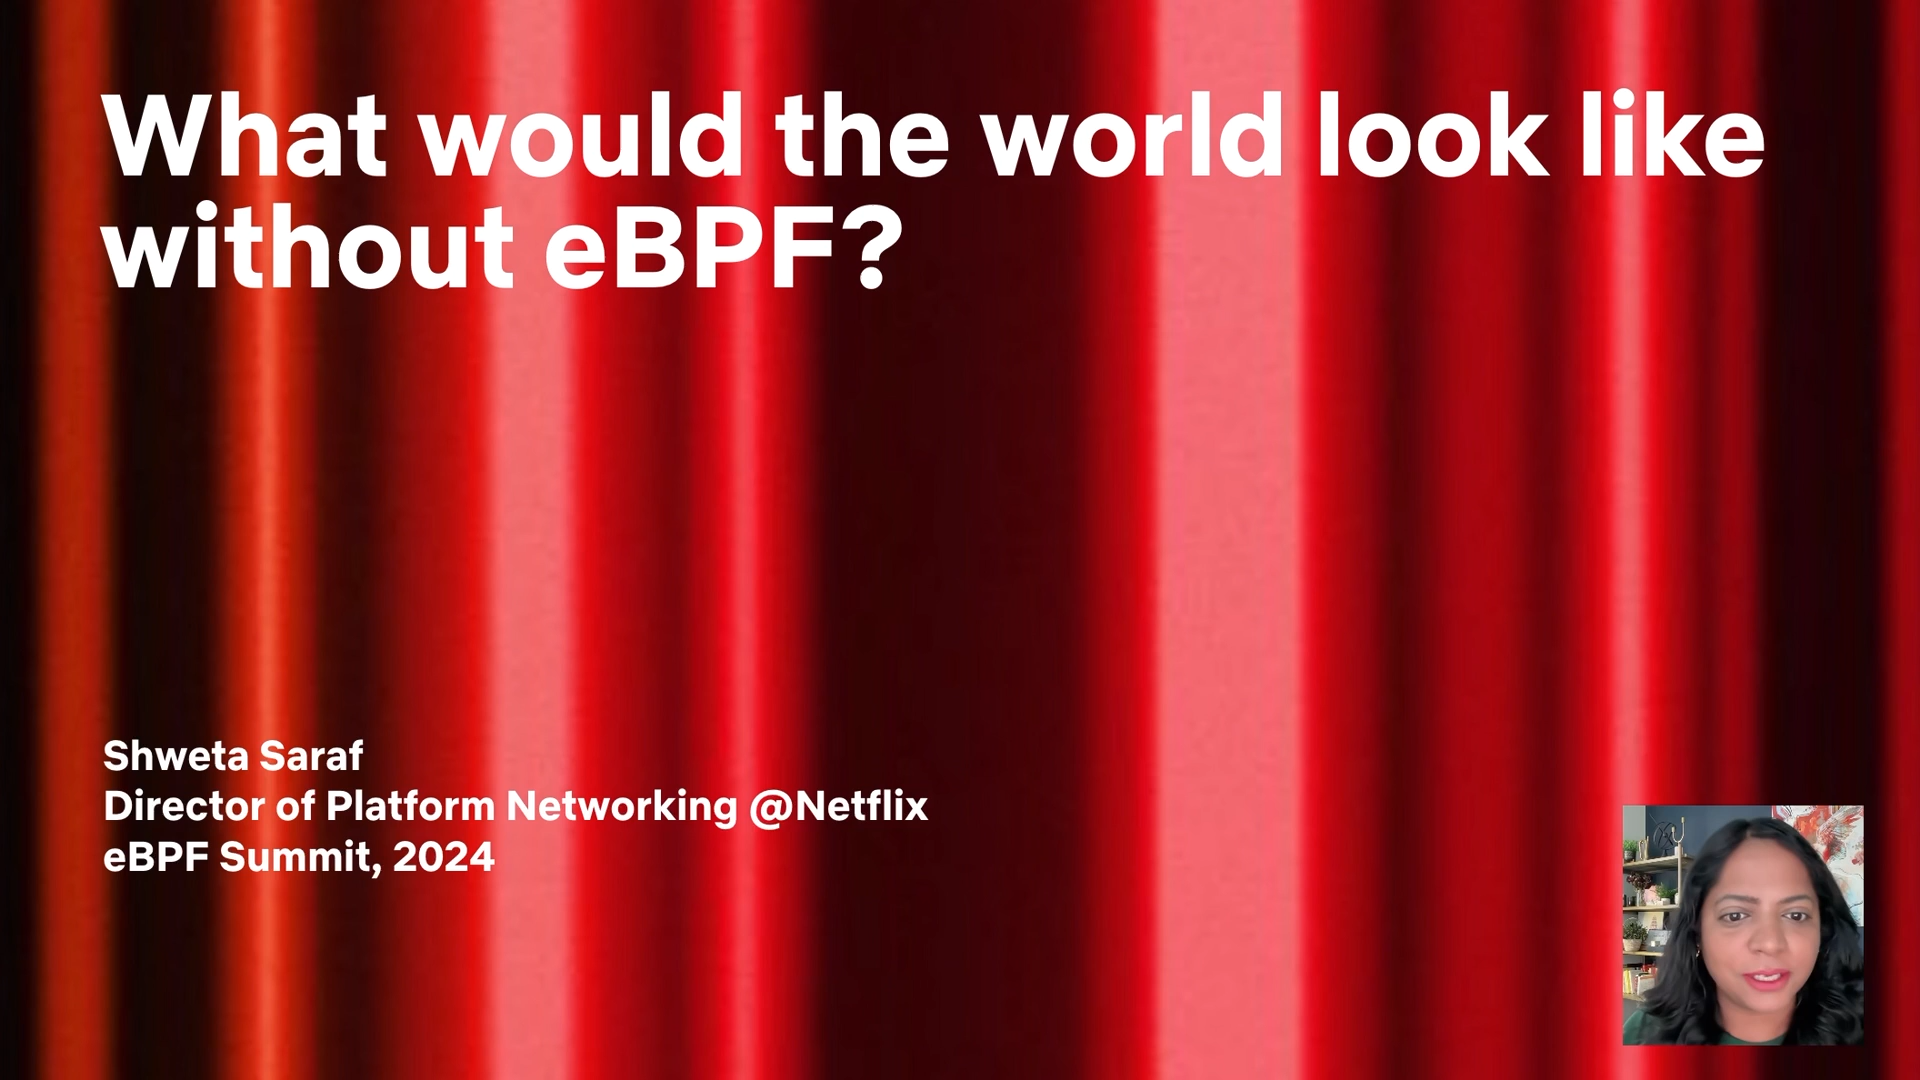 What would the world look like
without eBPF?
Shweta Saraf
Director of Platform Networking @Netflix
eBPF Summit, 2024